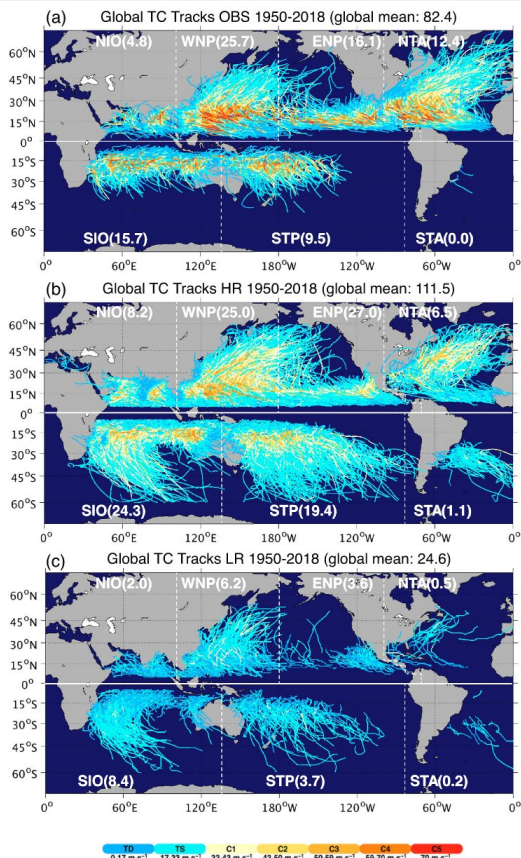 (a) Global TC Tracks OBS 1950-2018 (global mean: 82.4)
NIO(4.8) WNP(25.7) ENP(16.1) NTA(12.4)
60°N
45°N
30°N
15°N
0°
15°S
30°S
60°S
SIO(15.7) STP(9.5) STA(0.0)
0° 60°E 120°E 180°W 120°W 60°W 0°
(b) Global TC Tracks HR 1950-2018 (global mean: 111.5)
NIO(8.2) WNP(25.0) ENP(27.0) NTA(6.5)
60°N
45°N
30°N
15°N
0°
15°S
30°S
60°S
SIO(24.3) STP(19.4) STA(1.1)
0° 60°E 120°E 180°W 120°W 60°W 0°
(c) Global TC Tracks LR 1950-2018 (global mean: 24.6)
NIO(2.0) WNP(6.2) ENP(3.6) NTA(0.5)
60°N
45°N
30°N
15°N
0°
15°S
30°S
45°S
60°S
SIO(8.4) STP(3.7) STA(0.2)
0° 60°E 120°E 180°W 120°W 60°W 0°
TD TS C1 C2 C3 C4 C5